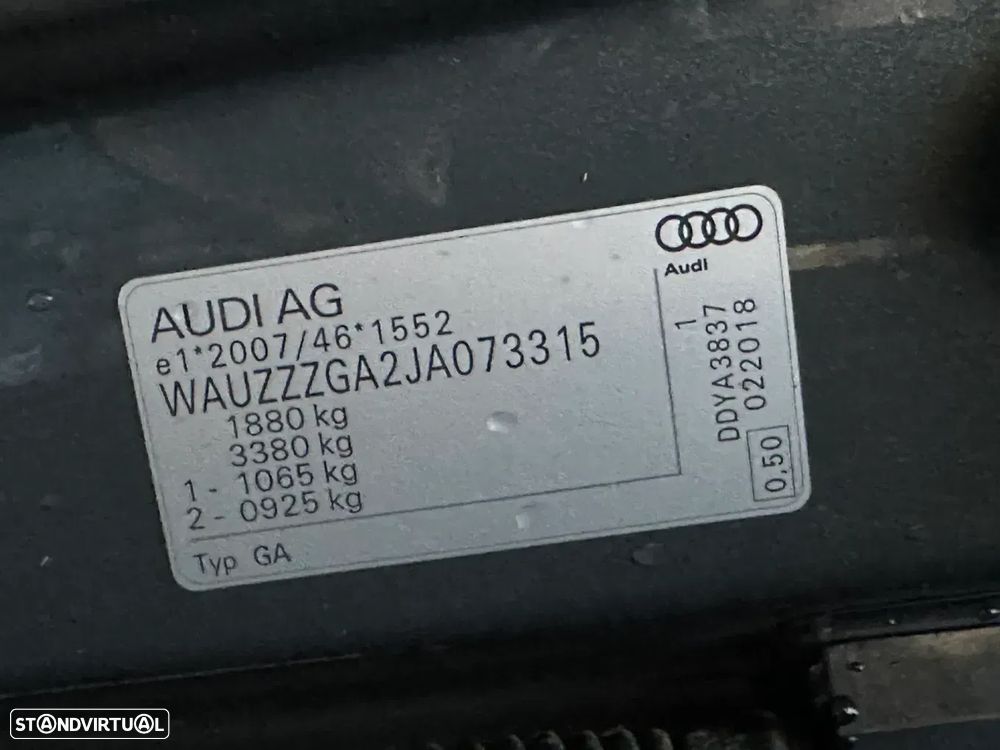 Audi
AUDI AG
e1*2007/46*1552
WAUZZZGA2JA073315
1880 kg
3380 kg
1 - 1065 kg
2 - 0925 kg
Typ GA
1
DDYA3837
022018
0,50
STANDVIRTUAL